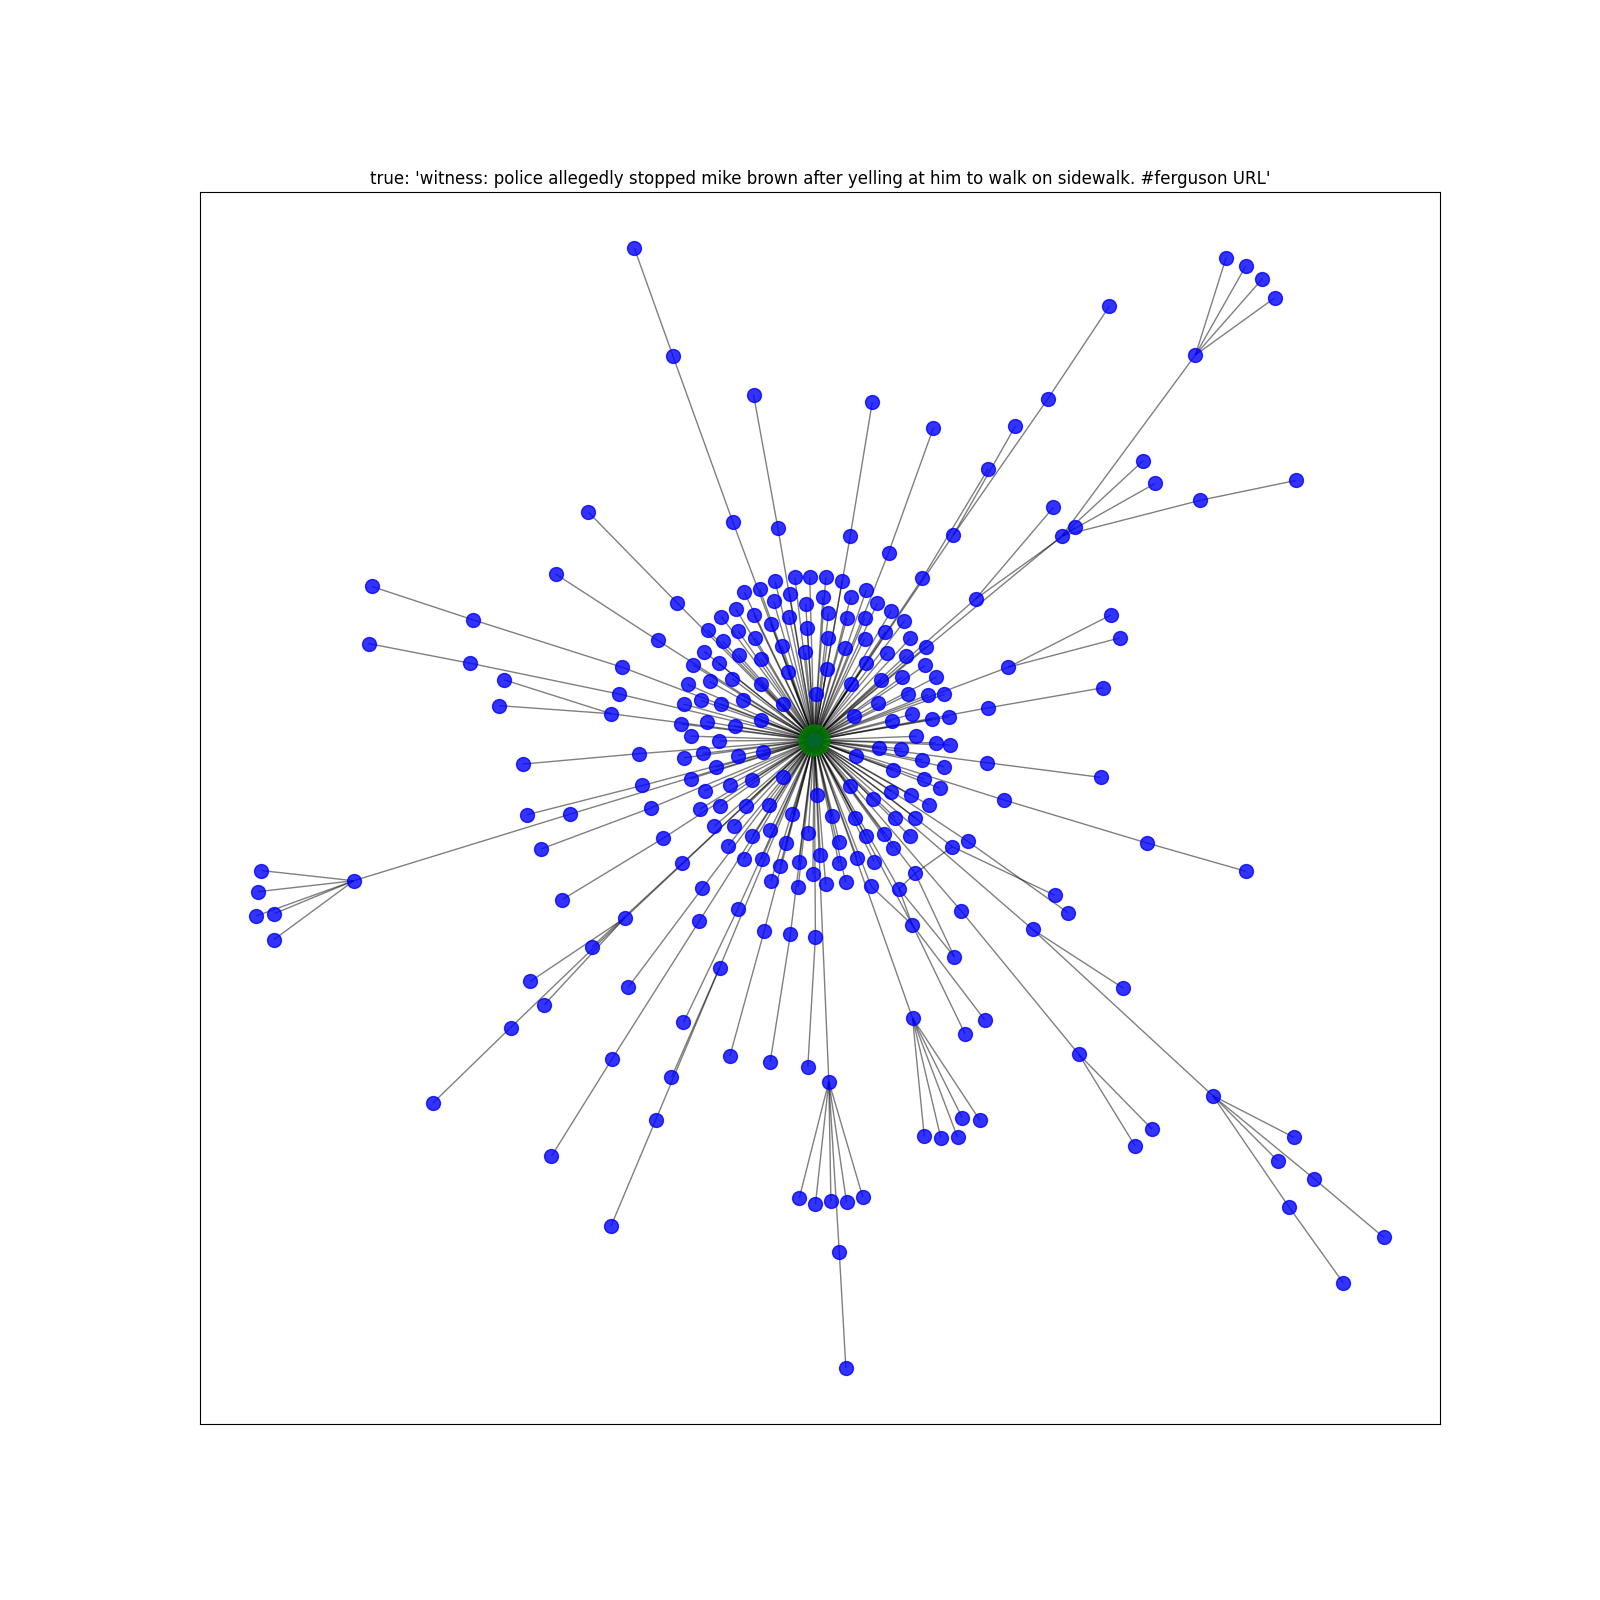 true: 'witness: police allegedly stopped mike brown after yelling at him to walk on sidewalk. #ferguson URL'